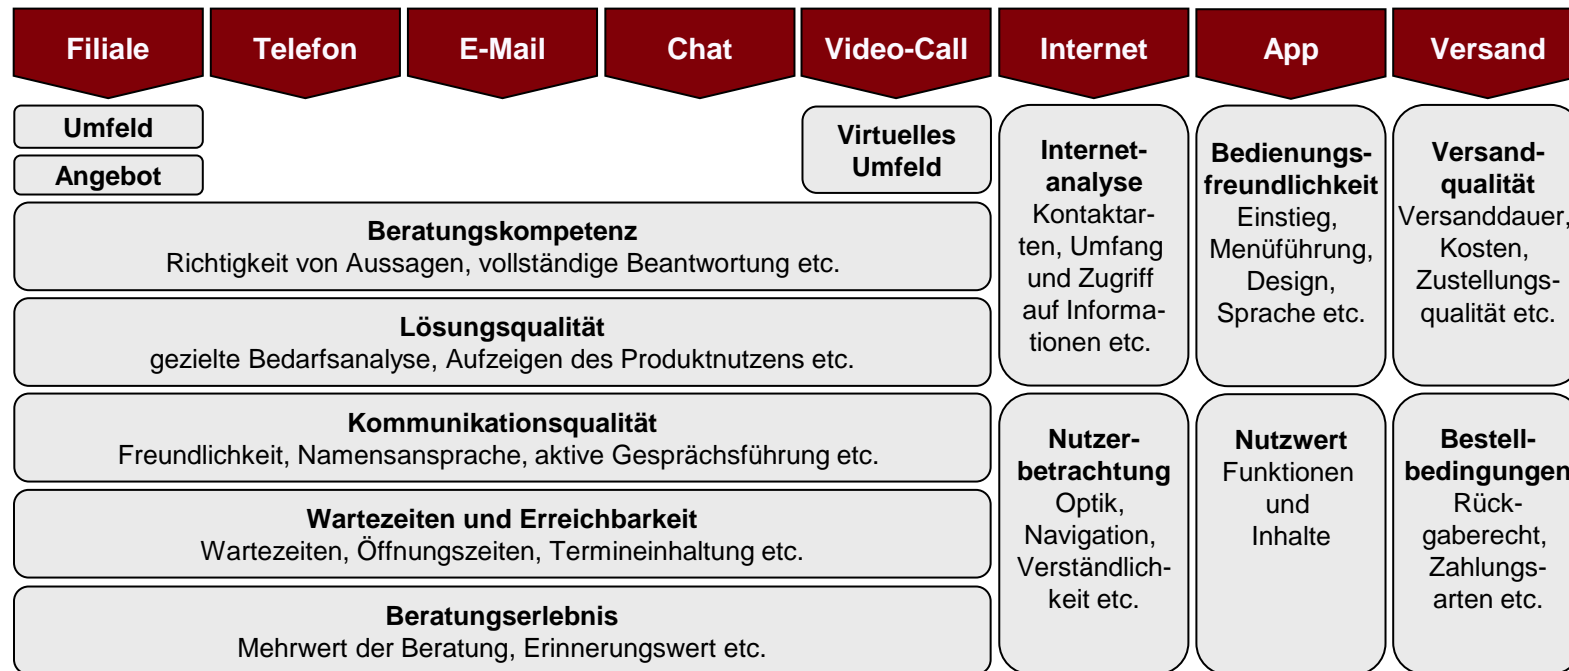 Filiale
Telefon
E-Mail
Chat
Video-Call
Internet
App
Versand
Umfeld
Angebot
Virtuelles
Umfeld
Beratungskompetenz
Richtigkeit von Aussagen, vollständige Beantwortung etc.
Lösungsqualität
gezielte Bedarfsanalyse, Aufzeigen des Produktnutzens etc.
Kommunikationsqualität
Freundlichkeit, Namensansprache, aktive Gesprächsführung etc.
Wartezeiten und Erreichbarkeit
Wartezeiten, Öffnungszeiten, Termineinhaltung etc.
Beratungserlebnis
Mehrwert der Beratung, Erinnerungswert etc.
Internet-
analyse
Kontaktar-
ten, Umfang
und Zugriff
auf Informa-
tionen etc.
Nutzer-
betrachtung
Optik,
Navigation,
Verständlich-
keit etc.
Bedienungs-
freundlichkeit
Einstieg,
Menüführung,
Design,
Sprache etc.
Nutzwert
Funktionen
und
Inhalte
Versand-
qualität
Versanddauer,
Kosten,
Zustellungs-
qualität etc.
Bestell-
bedingungen
Rück-
gaberecht,
Zahlungs-
arten etc.